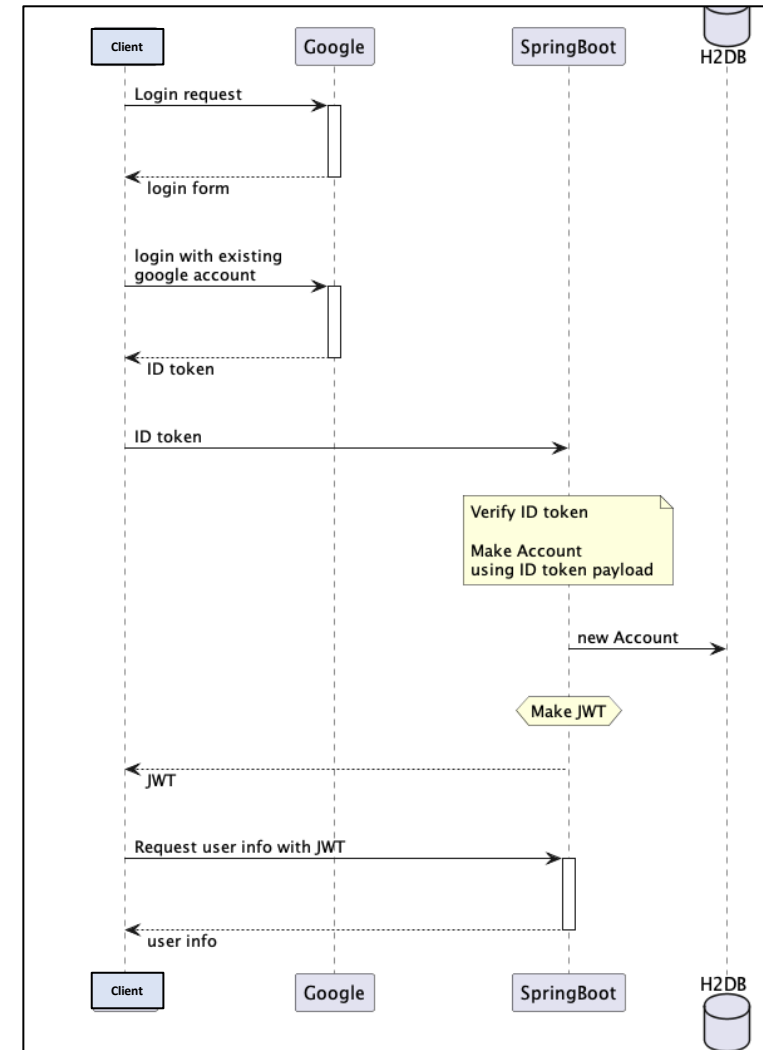 Client
Google
SpringBoot
H2DB
Login request
login form
login with existing
google account
ID token
ID token
Verify ID token
Make Account
using ID token payload
new Account
Make JWT
JWT
Request user info with JWT
user info
Client
Google
SpringBoot
H2DB